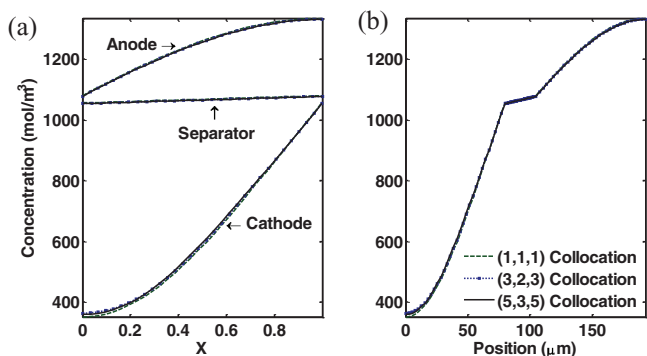 (a)
Concentration (mol/m³)
1200
1000
800
600
400
Anode →
↑
Separator
← Cathode
0
0.2
0.4
0.6
0.8
X
(b)
1200
1000
800
600
400
(1,1,1) Collocation
(3,2,3) Collocation
(5,3,5) Collocation
0
50
100
150
Position (μm)